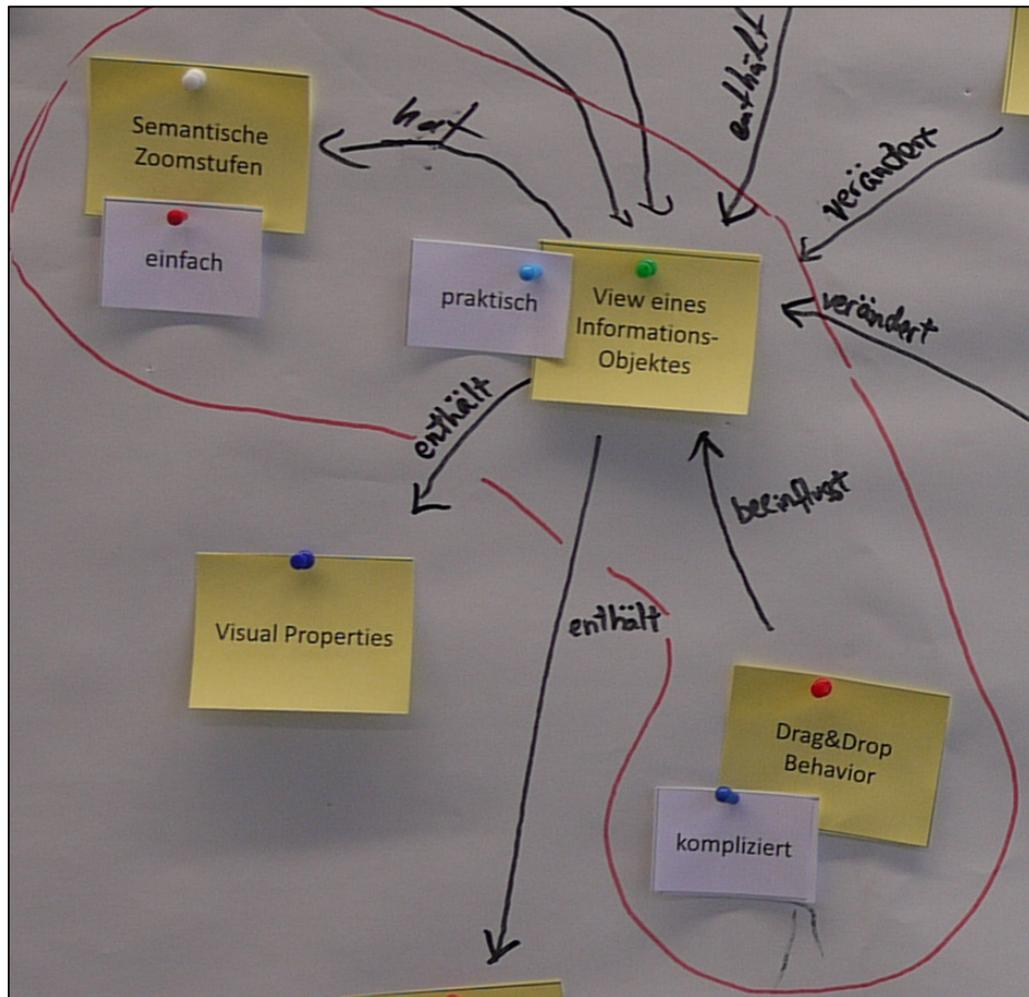 enthält
Semantische
Zoomstufen
hat
verändert
einfach
praktisch
View eines
Informations-
Objektes
verändert
enthält
beeinflusst
enthält
Visual Properties
Drag&Drop
Behavior
kompliziert